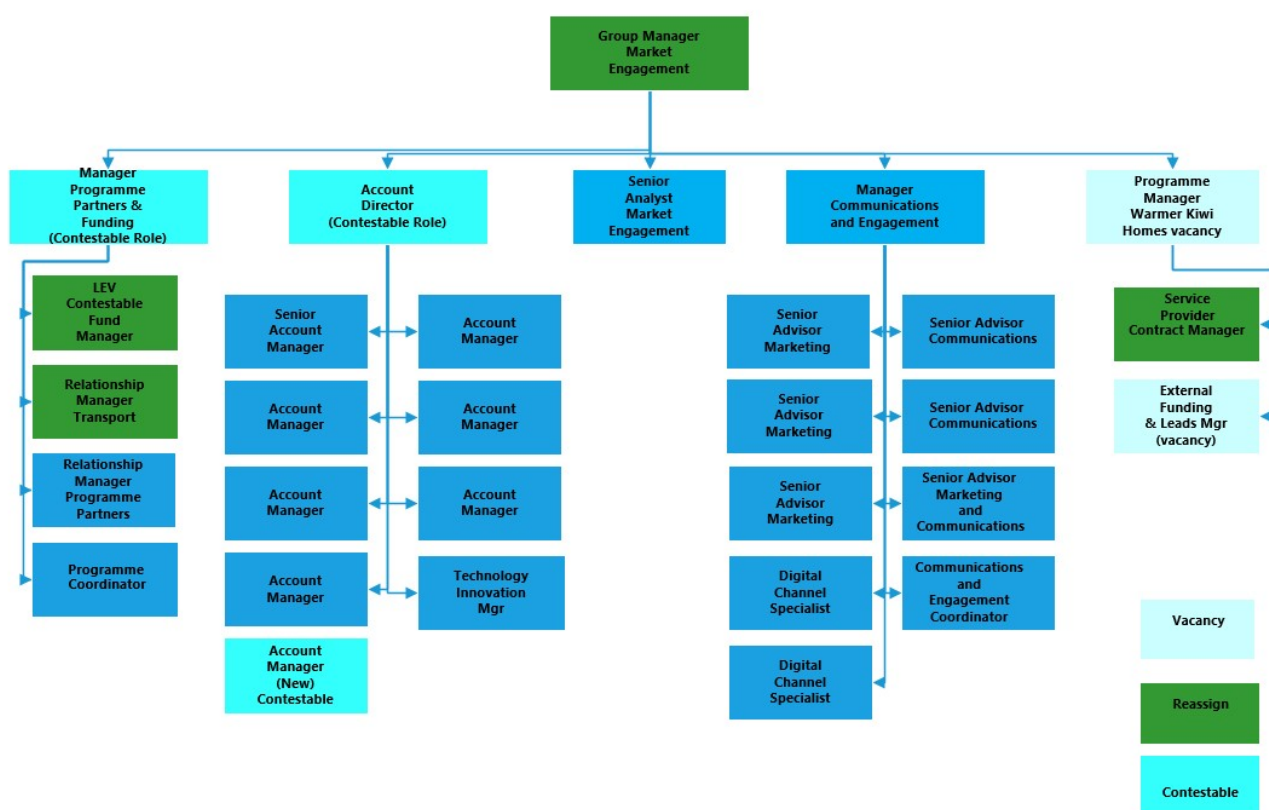 Group Manager
Market
Engagement
Manager
Programme
Partners &
Funding
(Contestable Role)
Account
Director
(Contestable Role)
Senior
Analyst
Market
Engagement
Manager
Communications
and Engagement
Programme
Manager
Warmer Kiwi
Homes vacancy
LEV
Contestable
Fund
Manager
Relationship
Manager
Transport
Relationship
Manager
Programme
Partners
Programme
Coordinator
Senior
Account
Manager
Account
Manager
Account
Manager
Account
Manager
Account
Manager
Account
Manager
Account
Manager
Technology
Innovation
Mgr
Account
Manager
(New)
Contestable
Senior
Advisor
Marketing
Senior Advisor
Communications
Senior
Advisor
Marketing
Senior Advisor
Communications
Senior
Advisor
Marketing
Senior Advisor
Marketing
and
Communications
Digital
Channel
Specialist
Communications
and
Engagement
Coordinator
Digital
Channel
Specialist
Service
Provider
Contract Manager
External
Funding
& Leads Mgr
(vacancy)
Vacancy
Reassign
Contestable